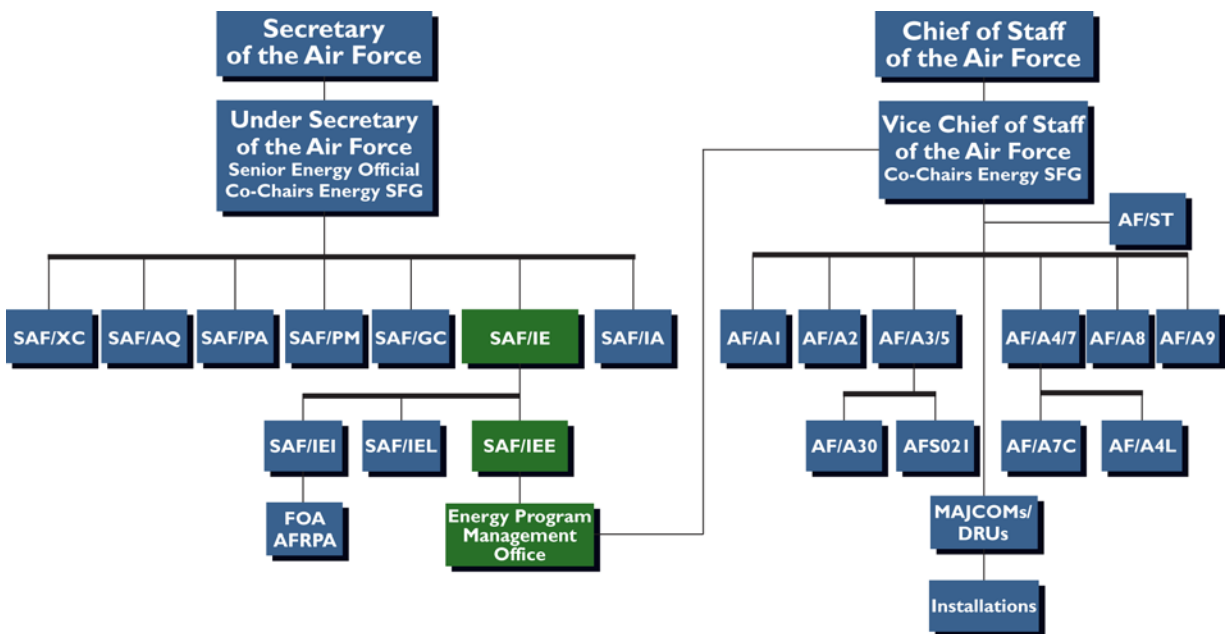 Secretary
of the Air Force
Chief of Staff
of the Air Force
Under Secretary
of the Air Force
Senior Energy Official
Co-Chairs Energy SFG
Vice Chief of Staff
of the Air Force
Co-Chairs Energy SFG
AF/ST
SAF/XC
SAF/AQ
SAF/PA
SAF/PM
SAF/GC
SAF/IE
SAF/IA
AF/A1
AF/A2
AF/A3/5
AF/A4/7
AF/A8
AF/A9
SAF/IEI
SAF/IEL
SAF/IEE
AF/A30
AFS021
AF/A7C
AF/A4L
FOA
AFRPA
Energy Program
Management
Office
MAJCOMs/
DRUs
Installations